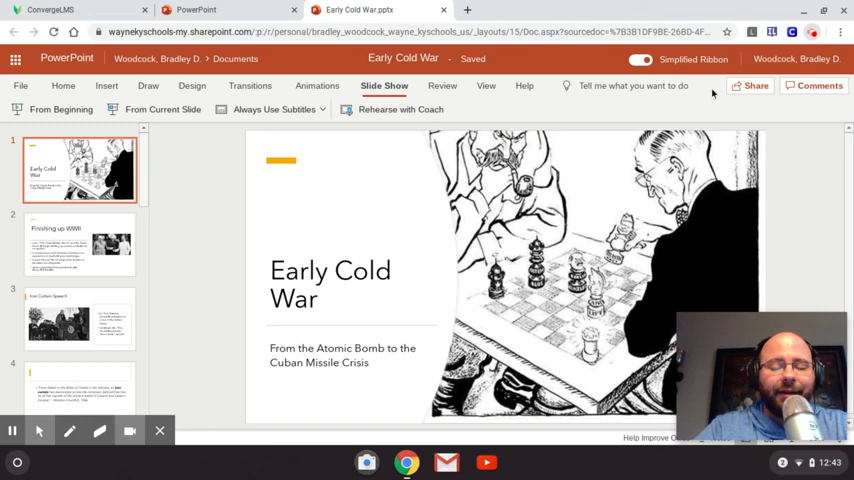 ConvergeLMS
PowerPoint
Early Cold War.pptx
waynekyschools-my.sharepoint.com/:p:/r/personal/bradley_woodcock_wayne_kyschools_us/_layouts/15/Doc.aspx?sourcedoc=%7B3B1DF9BE-26BD-4F...
PowerPoint
Woodcock, Bradley D. > Documents
Early Cold War - Saved
Simplified Ribbon
Woodcock, Bradley D.
File Home Insert Draw Design Transitions Animations Slide Show Review View Help Tell me what you want to do Share Comments
From Beginning From Current Slide Always Use Subtitles Rehearse with Coach
1
Early Cold
War
2
Finishing up WWII
3
Iron Curtain Speech
4
Early Cold
War
From the Atomic Bomb to the
Cuban Missile Crisis
Help Improve
2
12:43